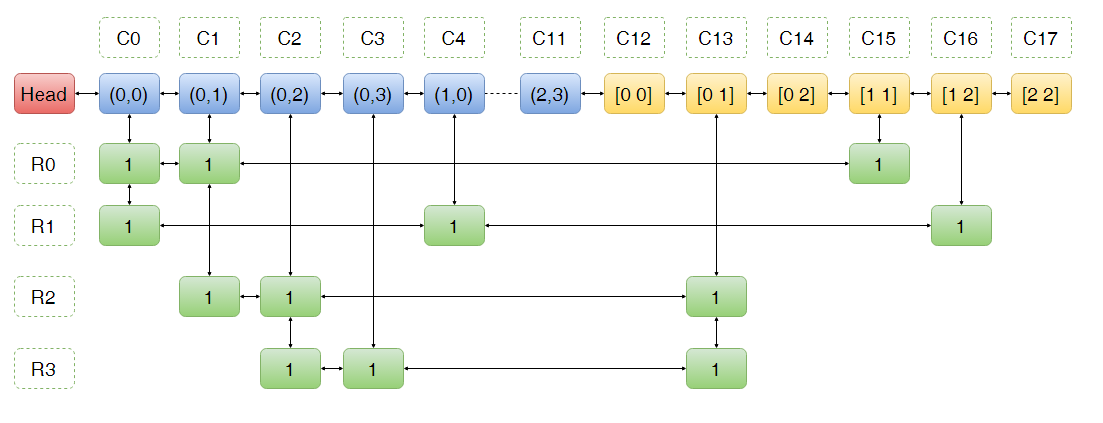 C0 C1 C2 C3 C4 C11 C12 C13 C14 C15 C16 C17
Head (0,0) (0,1) (0,2) (0,3) (1,0) (2,3) [0 0] [0 1] [0 2] [1 1] [1 2] [2 2]
R0 1 1 1
R1 1 1 1
R2 1 1 1
R3 1 1 1